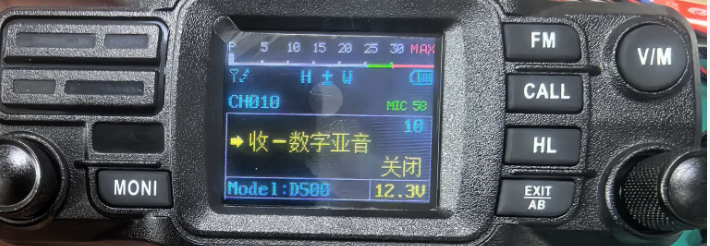 P 5 10 15 20 25 30 MAX
H ± W
CH010
MIC 58
10
➡ 收-数字亚音
关闭
Model:D500
12.3V
MONI
FM
V/M
CALL
HL
EXIT
AB